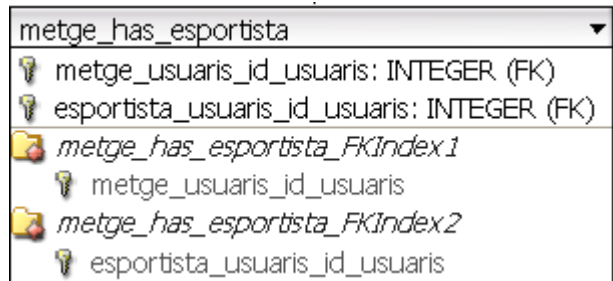 metge_has_esportista
metge_usuaris_id_usuaris: INTEGER (FK)
esportista_usuaris_id_usuaris: INTEGER (FK)
metge_has_esportista_FKIndex1
metge_usuaris_id_usuaris
metge_has_esportista_FKIndex2
esportista_usuaris_id_usuaris